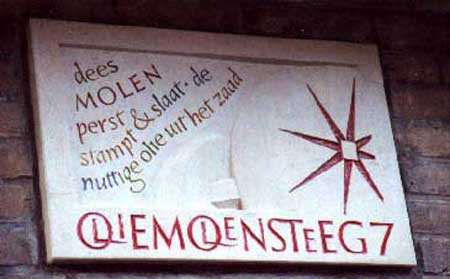 dees
MOLEN
perst
stampt & slaat · de
nuttige olie uit het zaad
OLIEMOLENSTEEG 7